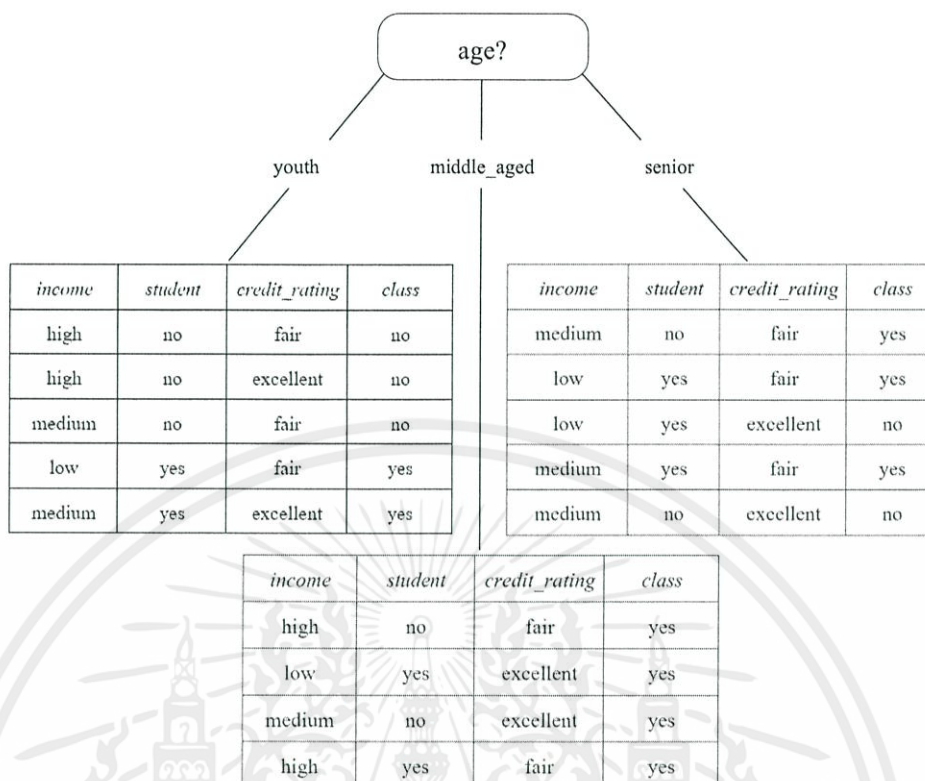 age?
youth middle_aged senior
income student credit_rating class
high no fair no
high no excellent no
medium no fair no
low yes fair yes
medium yes excellent yes
income student credit_rating class
medium no fair yes
low yes fair yes
low yes excellent no
medium yes fair yes
medium no excellent no
income student credit_rating class
high no fair yes
low yes excellent yes
medium no excellent yes
high yes fair yes